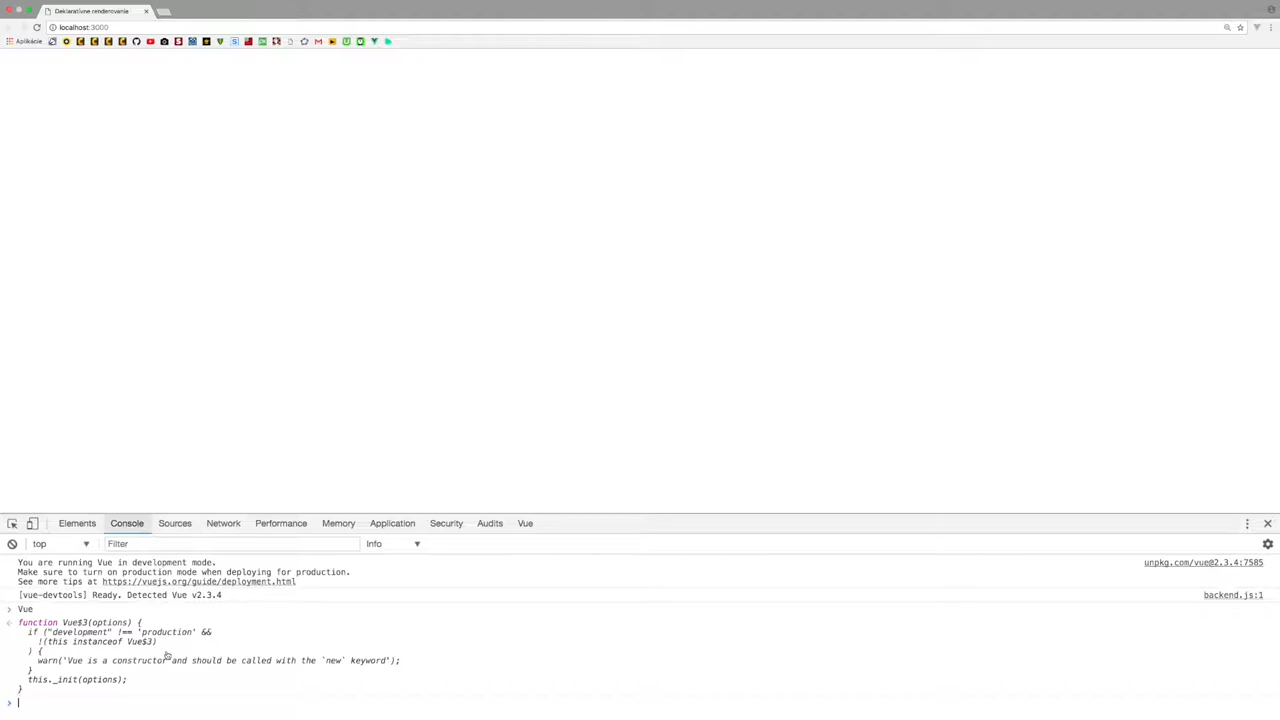 Deklaratívne renderovanie
localhost:3000
Aplikácie
Elements Console Sources Network Performance Memory Application Security Audits Vue
top Filter Info
You are running Vue in development mode. unpkg.com/vue@2.3.4:7585
Make sure to turn on production mode when deploying for production.
See more tips at https://vuejs.org/guide/deployment.html
[vue-devtools] Ready. Detected Vue v2.3.4 backend.js:1
> Vue
function Vue$3(options) {
if ("development" !== 'production' &&
!(this instanceof Vue$3)
) {
warn('Vue is a constructor and should be called with the `new` keyword');
}
this._init(options);
}
>